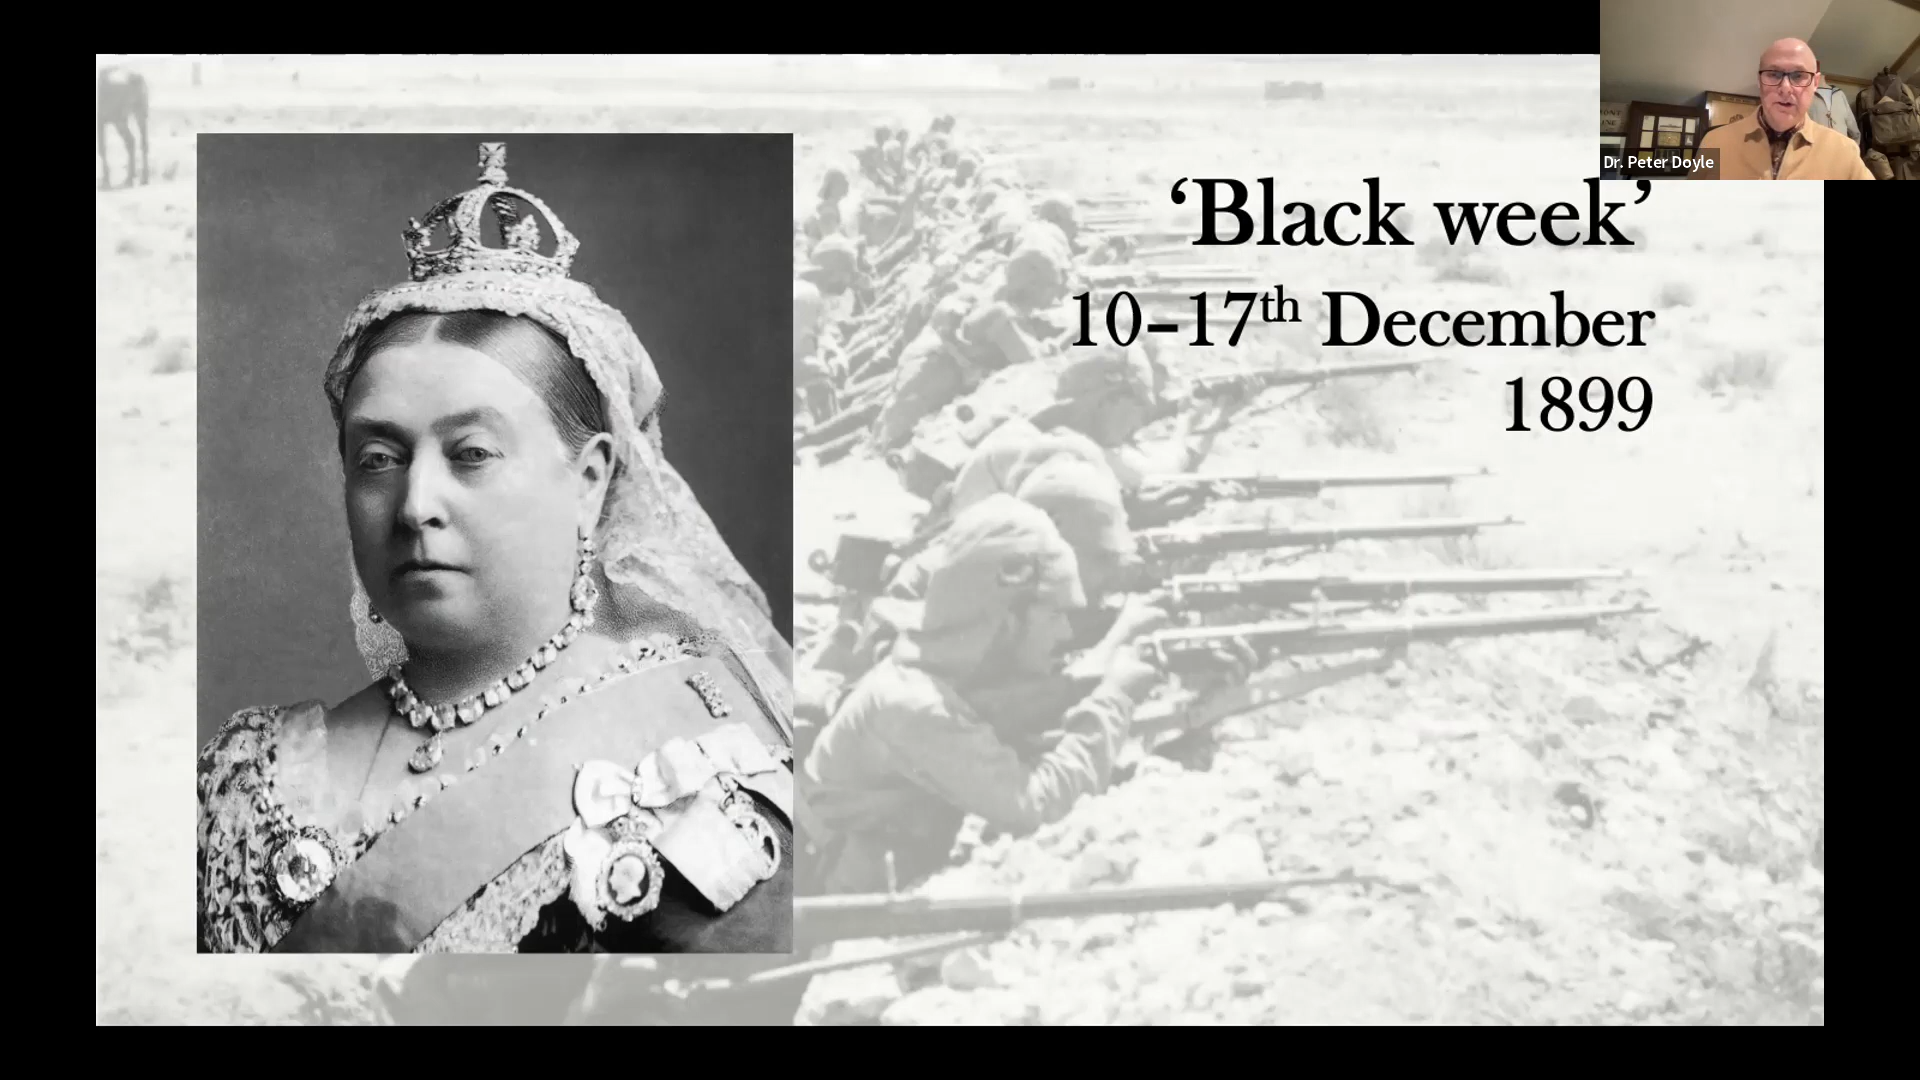 ‘Black week’
10–17th December
1899
Dr. Peter Doyle